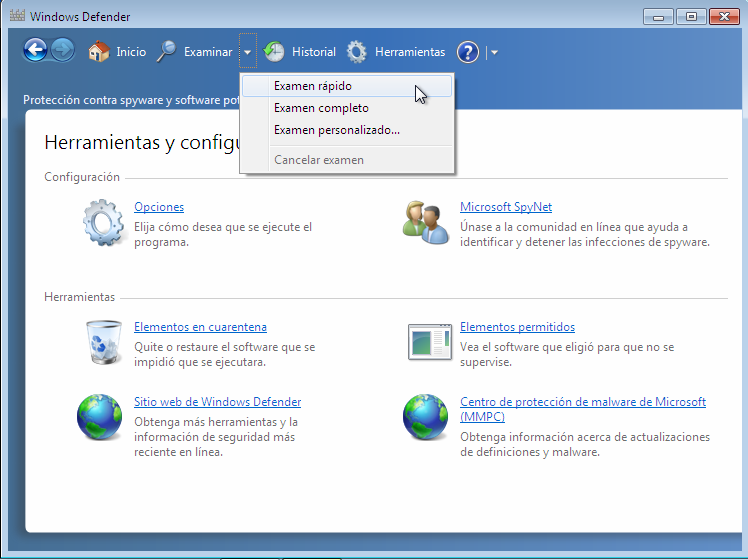 Windows Defender
Inicio Examinar Historial Herramientas ?
Examen rápido
Examen completo
Examen personalizado...
Cancelar examen
Protección contra spyware y software
Herramientas y
Configuración
Opciones
Elija cómo desea que se ejecute el
programa.
Microsoft SpyNet
Únase a la comunidad en línea que ayuda a
identificar y detener las infecciones de spyware.
Herramientas
Elementos en cuarentena
Quite o restaure el software que se
impidió que se ejecutara.
Elementos permitidos
Vea el software que eligió para que no se
supervise.
Sitio web de Windows Defender
Obtenga más herramientas y la
información de seguridad más
reciente en línea.
Centro de protección de malware de Microsoft
(MMPC)
Obtenga información acerca de actualizaciones
de definiciones y malware.